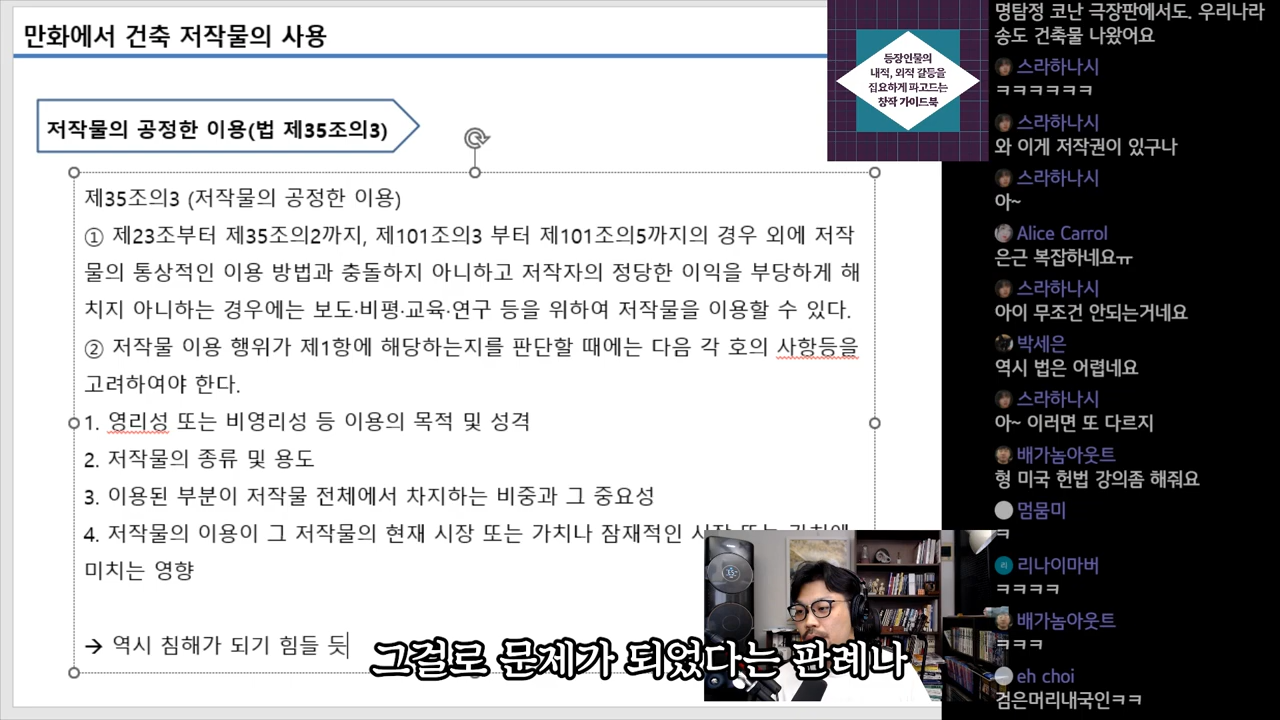 만화에서 건축 저작물의 사용
저작물의 공정한 이용(법 제35조의3)
제35조의3 (저작물의 공정한 이용)
① 제23조부터 제35조의2까지, 제101조의3 부터 제101조의5까지의 경우 외에 저작
물의 통상적인 이용 방법과 충돌하지 아니하고 저작자의 정당한 이익을 부당하게 해
치지 아니하는 경우에는 보도·비평·교육·연구 등을 위하여 저작물을 이용할 수 있다.
② 저작물 이용 행위가 제1항에 해당하는지를 판단할 때에는 다음 각 호의 사항등을
고려하여야 한다.
1. 영리성 또는 비영리성 등 이용의 목적 및 성격
2. 저작물의 종류 및 용도
3. 이용된 부분이 저작물 전체에서 차지하는 비중과 그 중요성
4. 저작물의 이용이 그 저작물의 현재 시장 또는 가치나 잠재적인
미치는 영향
→ 역시 침해가 되기 힘들 듯
그걸로 문제가 되었다는 판례나
등장인물의
내적, 외적 갈등을
집요하게 파고드는
창작 가이드북
명탐정 코난 극장판에서도. 우리나라
송도 건축물 나왔어요
스라하나시
ㅋㅋㅋㅋㅋㅋ
스라하나시
와 이게 저작권이 있구나
스라하나시
아~
Alice Carrol
은근 복잡하네요ㅠ
스라하나시
아이 무조건 안되는거네요
박세은
역시 법은 어렵네요
스라하나시
아~ 이러면 또 다르지
배가놈아웃트
형 미국 헌법 강의좀 해줘요
멈뭄미
ㅋ
리 리나이마버
ㅋㅋㅋㅋ
배가놈아웃트
ㅋㅋㅋ
eh choi
검은머리내국인ㅋㅋ